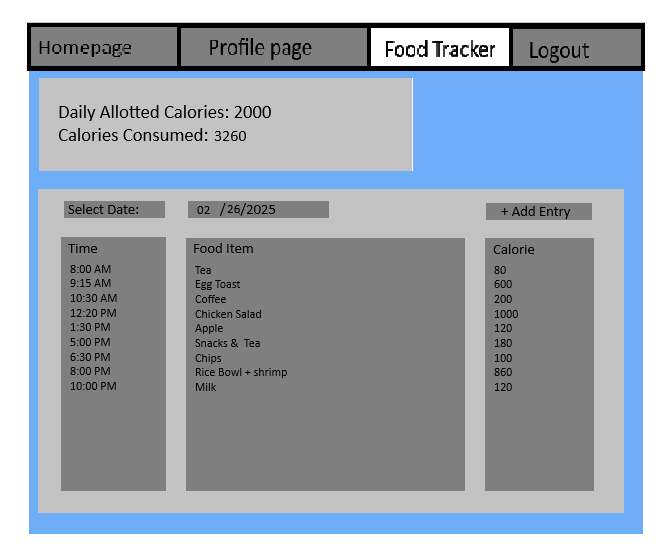 Homepage Profile page Food Tracker Logout
Daily Allotted Calories: 2000
Calories Consumed: 3260
Select Date: 02 /26/2025 + Add Entry
Time Food Item Calorie
8:00 AM Tea 80
9:15 AM Egg Toast 600
10:30 AM Coffee 200
12:20 PM Chicken Salad 1000
1:30 PM Apple 120
5:00 PM Snacks & Tea 180
6:30 PM Chips 100
8:00 PM Rice Bowl + shrimp 860
10:00 PM Milk 120